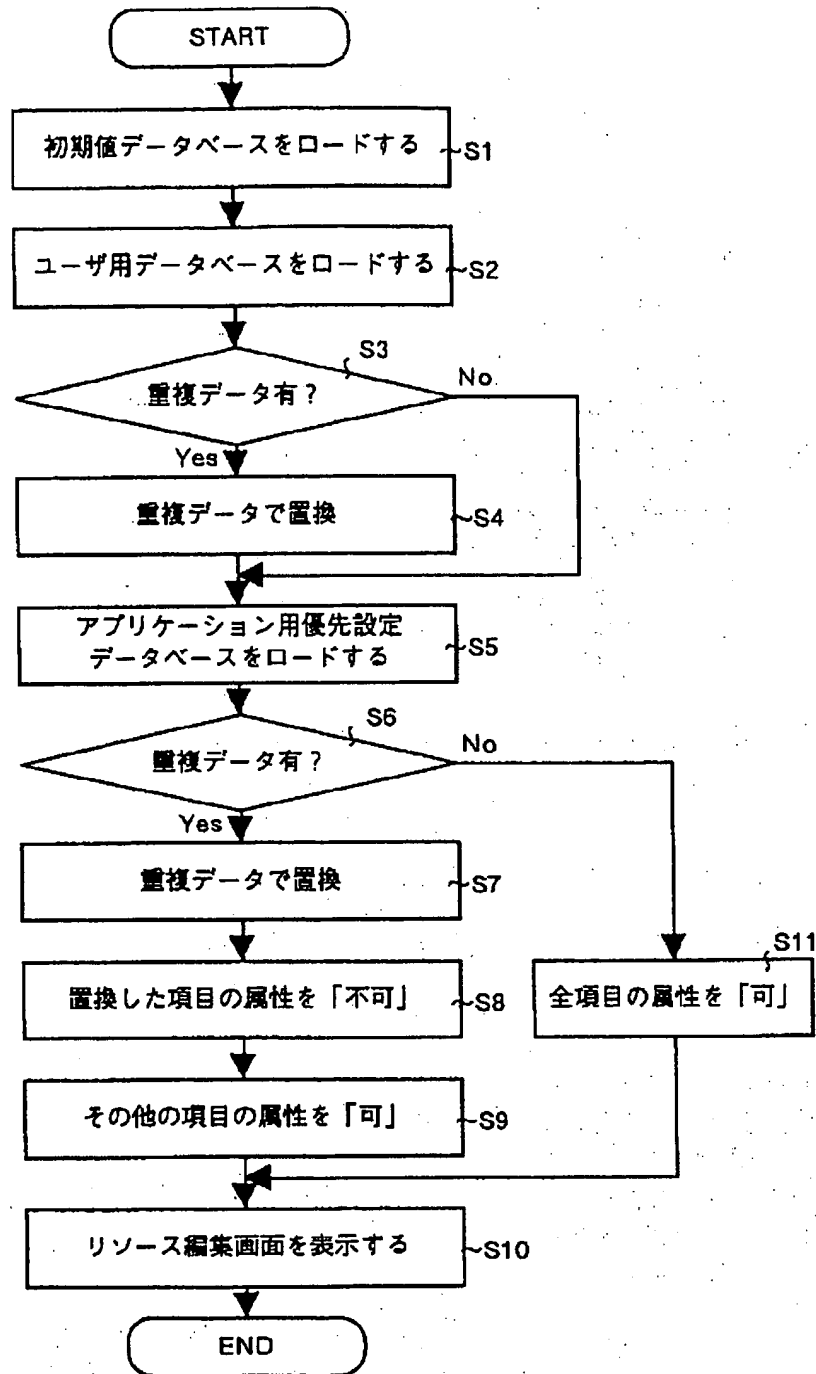 START
初期値データベースをロードする
~S1
ユーザ用データベースをロードする
~S2
S3
重複データ有?
No
Yes
重複データで置換
~S4
アプリケーション用優先設定
データベースをロードする
~S5
S6
重複データ有?
No
Yes
重複データで置換
~S7
S11
置換した項目の属性を「不可」
~S8
全項目の属性を「可」
その他の項目の属性を「可」
~S9
リソース編集画面を表示する
~S10
END